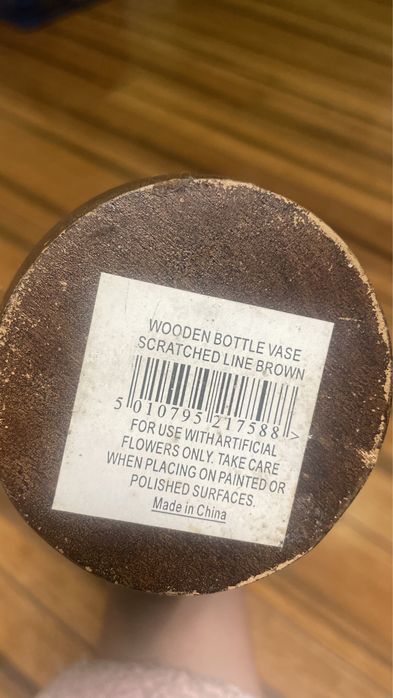 WOODEN BOTTLE VASE
SCRATCHED LINE BROWN
5 010795 217588 >
FOR USE WITH ARTIFICIAL
FLOWERS ONLY. TAKE CARE
WHEN PLACING ON PAINTED OR
POLISHED SURFACES.
Made in China